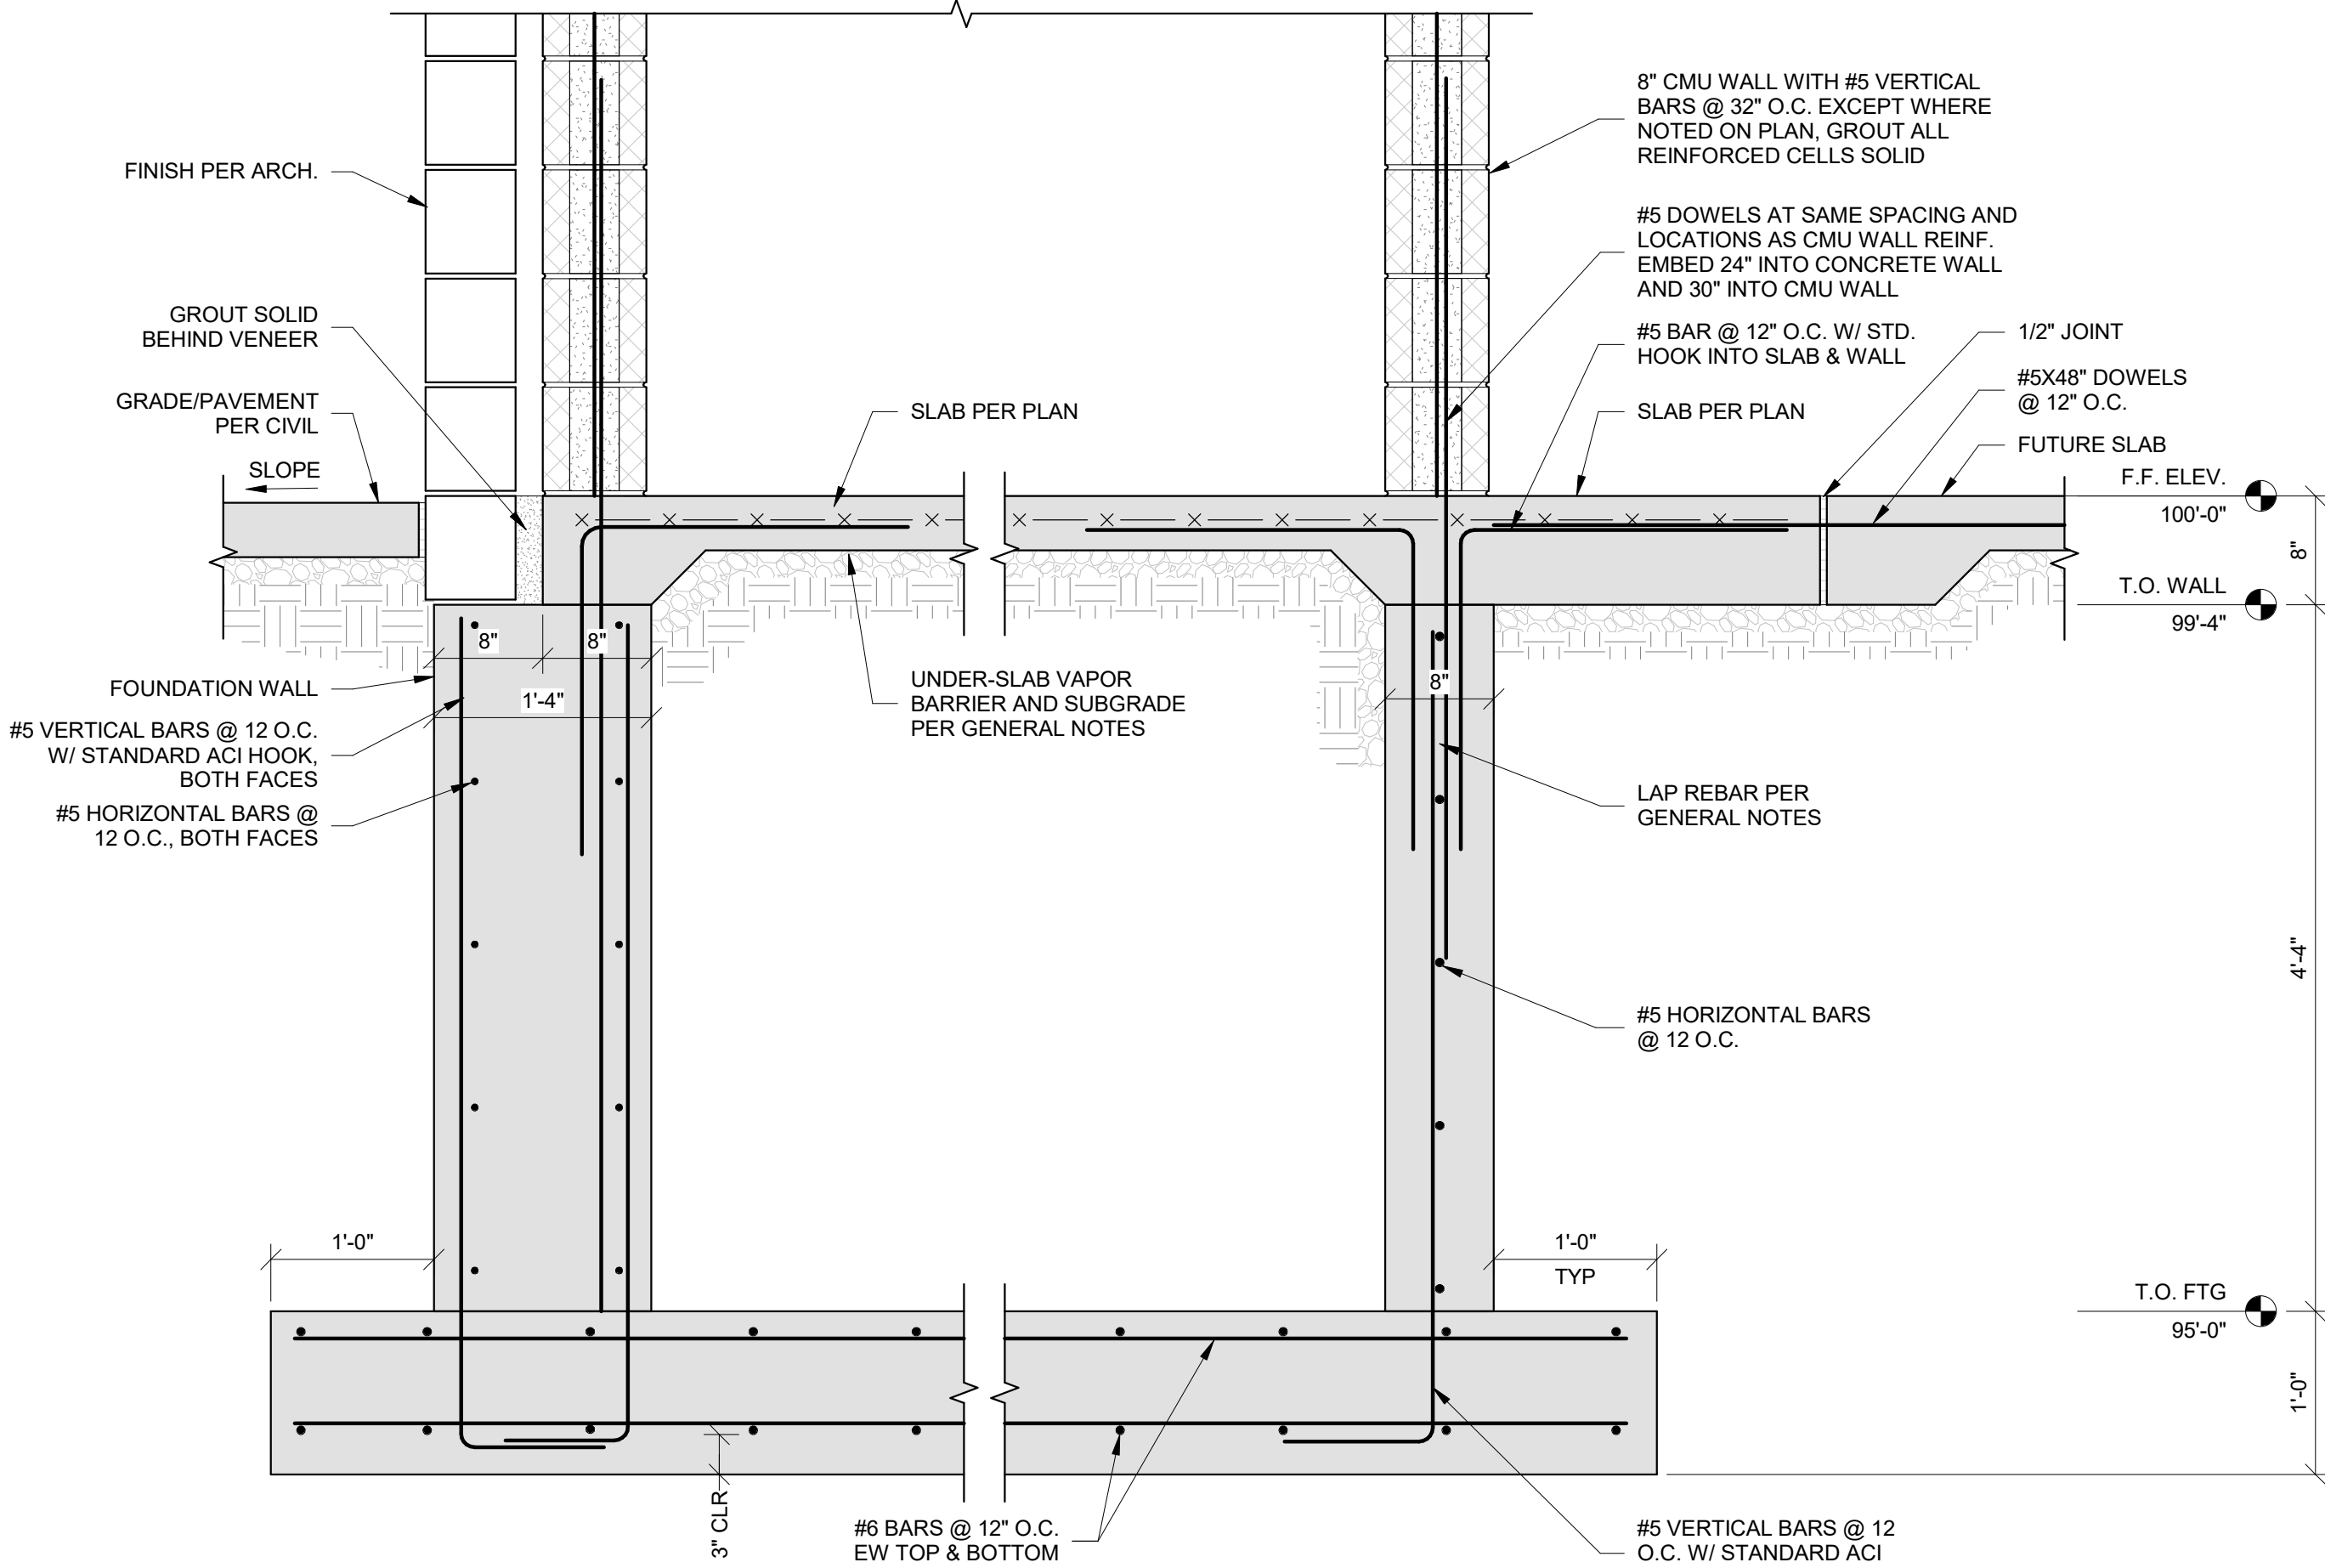 FINISH PER ARCH.
GROUT SOLID
BEHIND VENEER
GRADE/PAVEMENT
PER CIVIL
SLOPE
FOUNDATION WALL
#5 VERTICAL BARS @ 12 O.C.
W/ STANDARD ACI HOOK,
BOTH FACES
#5 HORIZONTAL BARS @
12 O.C., BOTH FACES
8"
8"
1'-4"
1'-0"
SLAB PER PLAN
UNDER-SLAB VAPOR
BARRIER AND SUBGRADE
PER GENERAL NOTES
3" CLR
#6 BARS @ 12" O.C.
EW TOP & BOTTOM
8" CMU WALL WITH #5 VERTICAL
BARS @ 32" O.C. EXCEPT WHERE
NOTED ON PLAN, GROUT ALL
REINFORCED CELLS SOLID
#5 DOWELS AT SAME SPACING AND
LOCATIONS AS CMU WALL REINF.
EMBED 24" INTO CONCRETE WALL
AND 30" INTO CMU WALL
#5 BAR @ 12" O.C. W/ STD.
HOOK INTO SLAB & WALL
SLAB PER PLAN
1/2" JOINT
#5X48" DOWELS
@ 12" O.C.
FUTURE SLAB
F.F. ELEV.
100'-0"
8"
T.O. WALL
99'-4"
8"
LAP REBAR PER
GENERAL NOTES
4'-4"
#5 HORIZONTAL BARS
@ 12 O.C.
1'-0"
TYP
T.O. FTG
95'-0"
1'-0"
#5 VERTICAL BARS @ 12
O.C. W/ STANDARD ACI